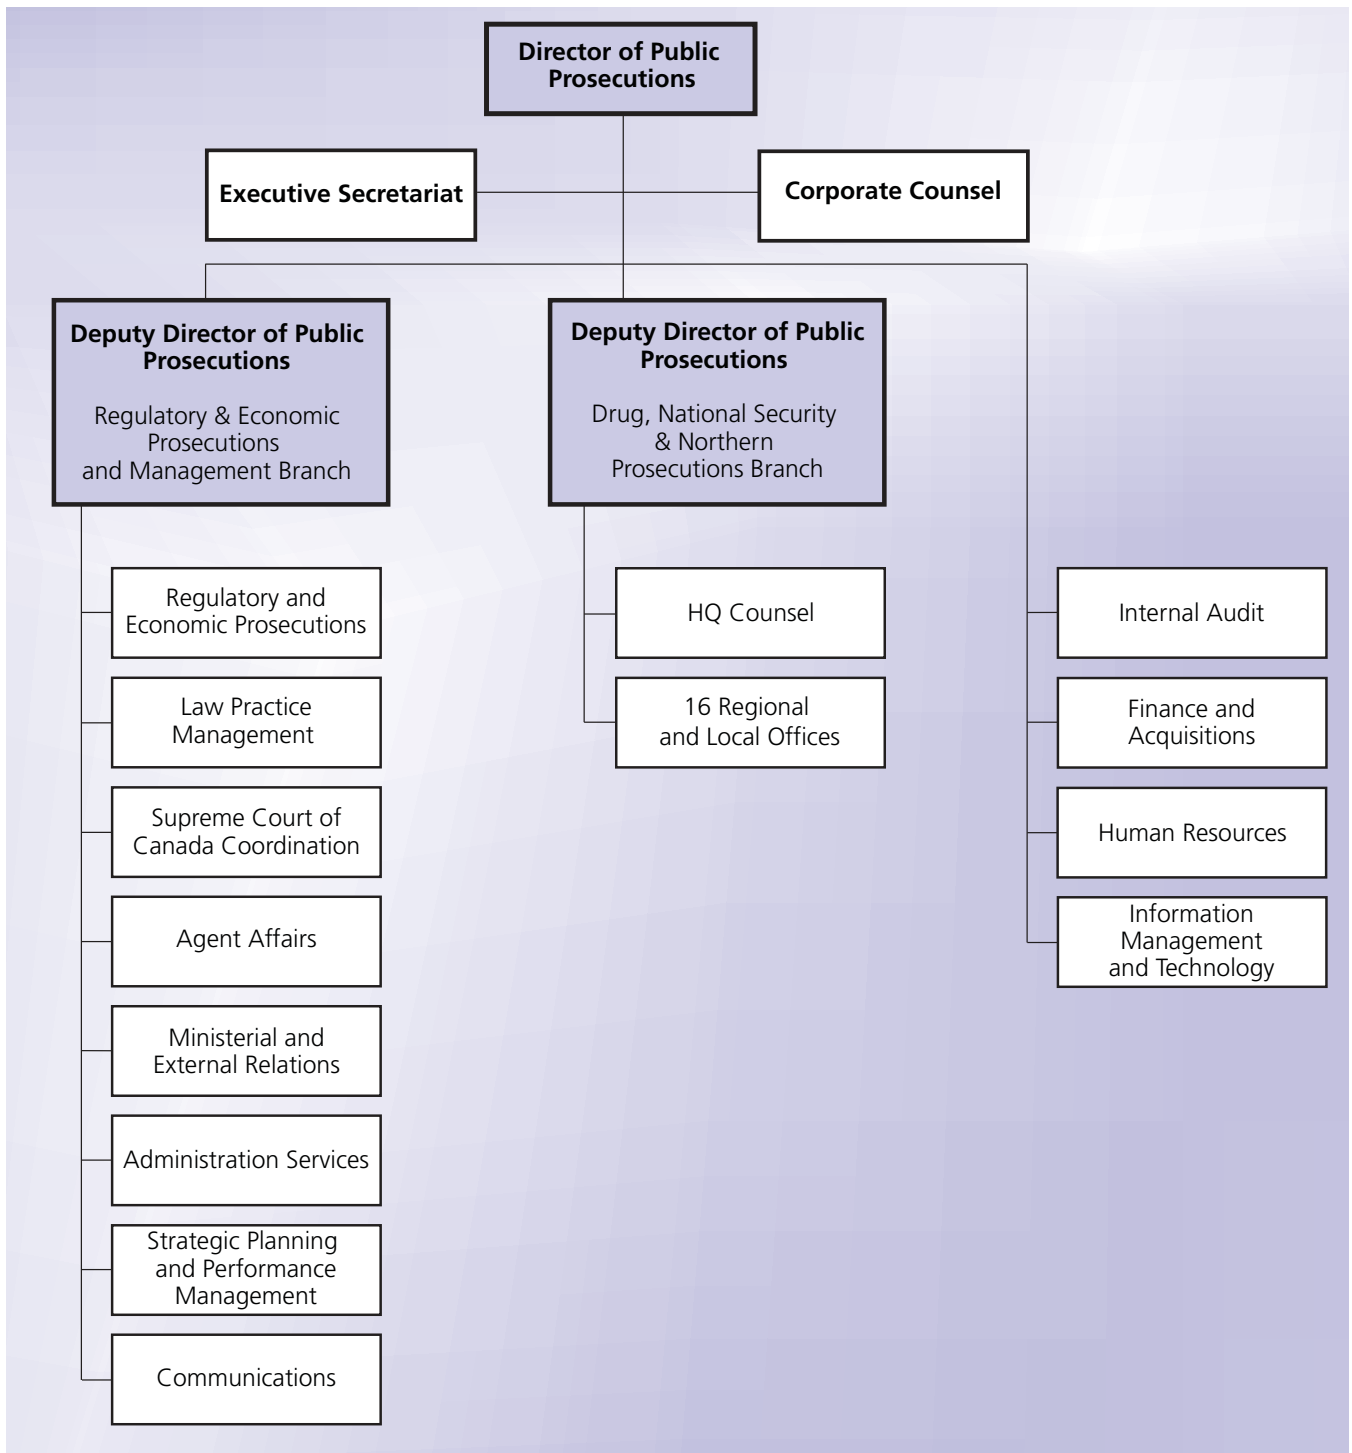 Director of Public
Prosecutions
Executive Secretariat
Corporate Counsel
Deputy Director of Public
Prosecutions
Regulatory & Economic
Prosecutions
and Management Branch
Deputy Director of Public
Prosecutions
Drug, National Security
& Northern
Prosecutions Branch
Regulatory and
Economic Prosecutions
Law Practice
Management
Supreme Court of
Canada Coordination
Agent Affairs
Ministerial and
External Relations
Administration Services
Strategic Planning
and Performance
Management
Communications
HQ Counsel
16 Regional
and Local Offices
Internal Audit
Finance and
Acquisitions
Human Resources
Information
Management
and Technology